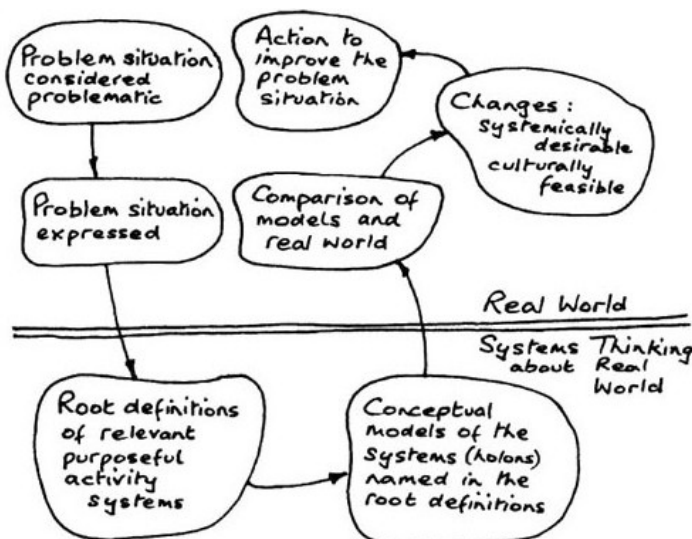 Problem situation
considered
problematic
Problem situation
expressed
Root definitions
of relevant
purposeful
activity
systems
Conceptual
models of the
systems (holons)
named in the
root definitions
Comparison of
models and
real world
Changes:
systemically
desirable
culturally
feasible
Action to
improve the
problem
situation
Real World
Systems Thinking
about Real
World